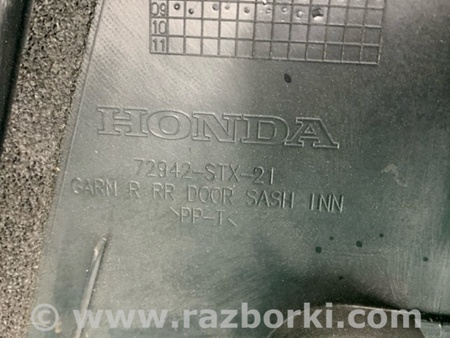 09
10
11
HONDA
72942-STX-21
GARN R RR DOOR SASH INN
>PP-T<
www.razborki.com